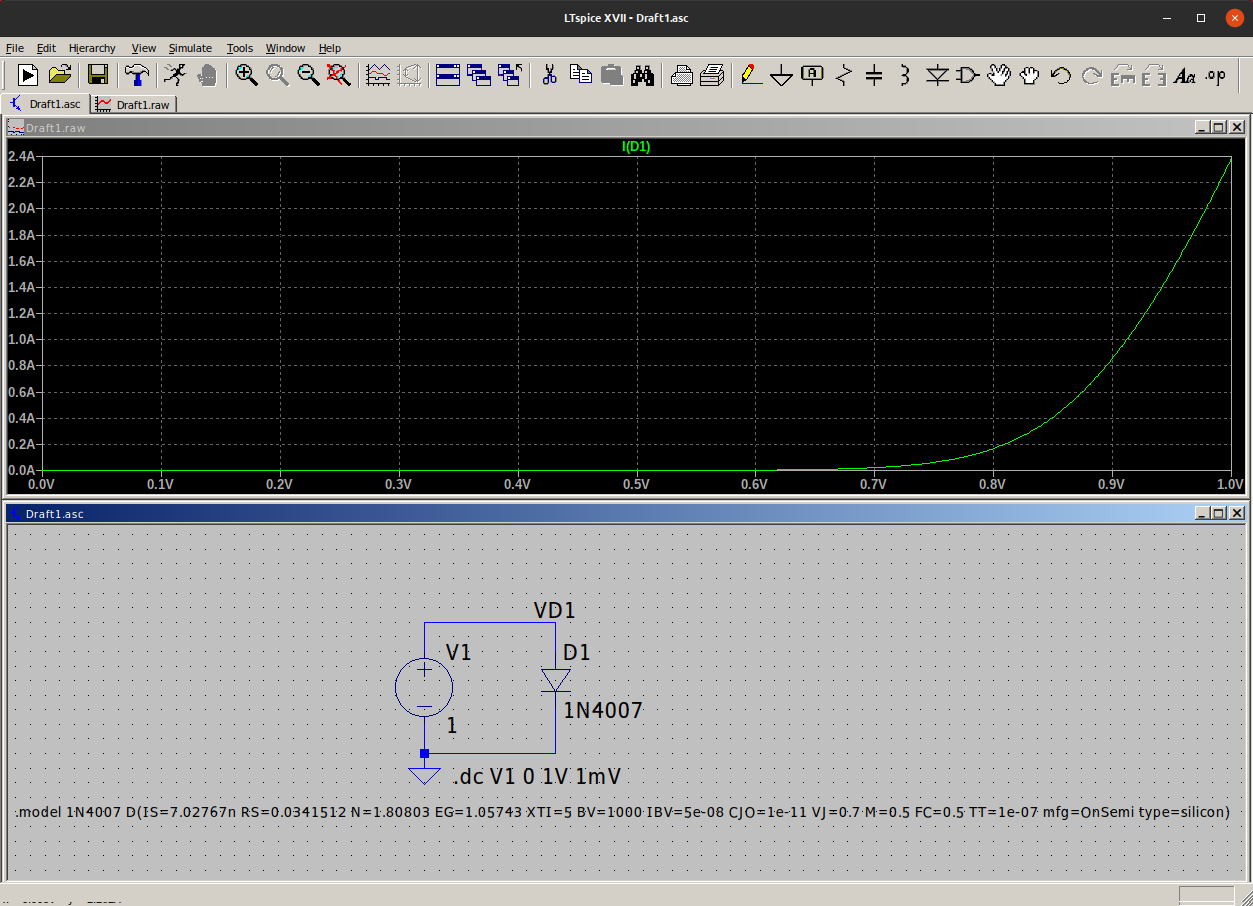 LTspice XVII - Draft1.asc
File Edit Hierarchy View Simulate Tools Window Help
Draft1.asc Draft1.raw
Draft1.raw
I(D1)
2.4A
2.2A
2.0A
1.8A
1.6A
1.4A
1.2A
1.0A
0.8A
0.6A
0.4A
0.2A
0.0A
0.0V 0.1V 0.2V 0.3V 0.4V 0.5V 0.6V 0.7V 0.8V 0.9V 1.0V
Draft1.asc
VD1
V1 D1
1N4007
1
.dc V1 0 1V 1mV
.model 1N4007 D(IS=7.02767n RS=0.0341512 N=1.80803 EG=1.05743 XTI=5 BV=1000 IBV=5e-08 CJO=1e-11 VJ=0.7 M=0.5 FC=0.5 TT=1e-07 mfg=OnSemi type=silicon)